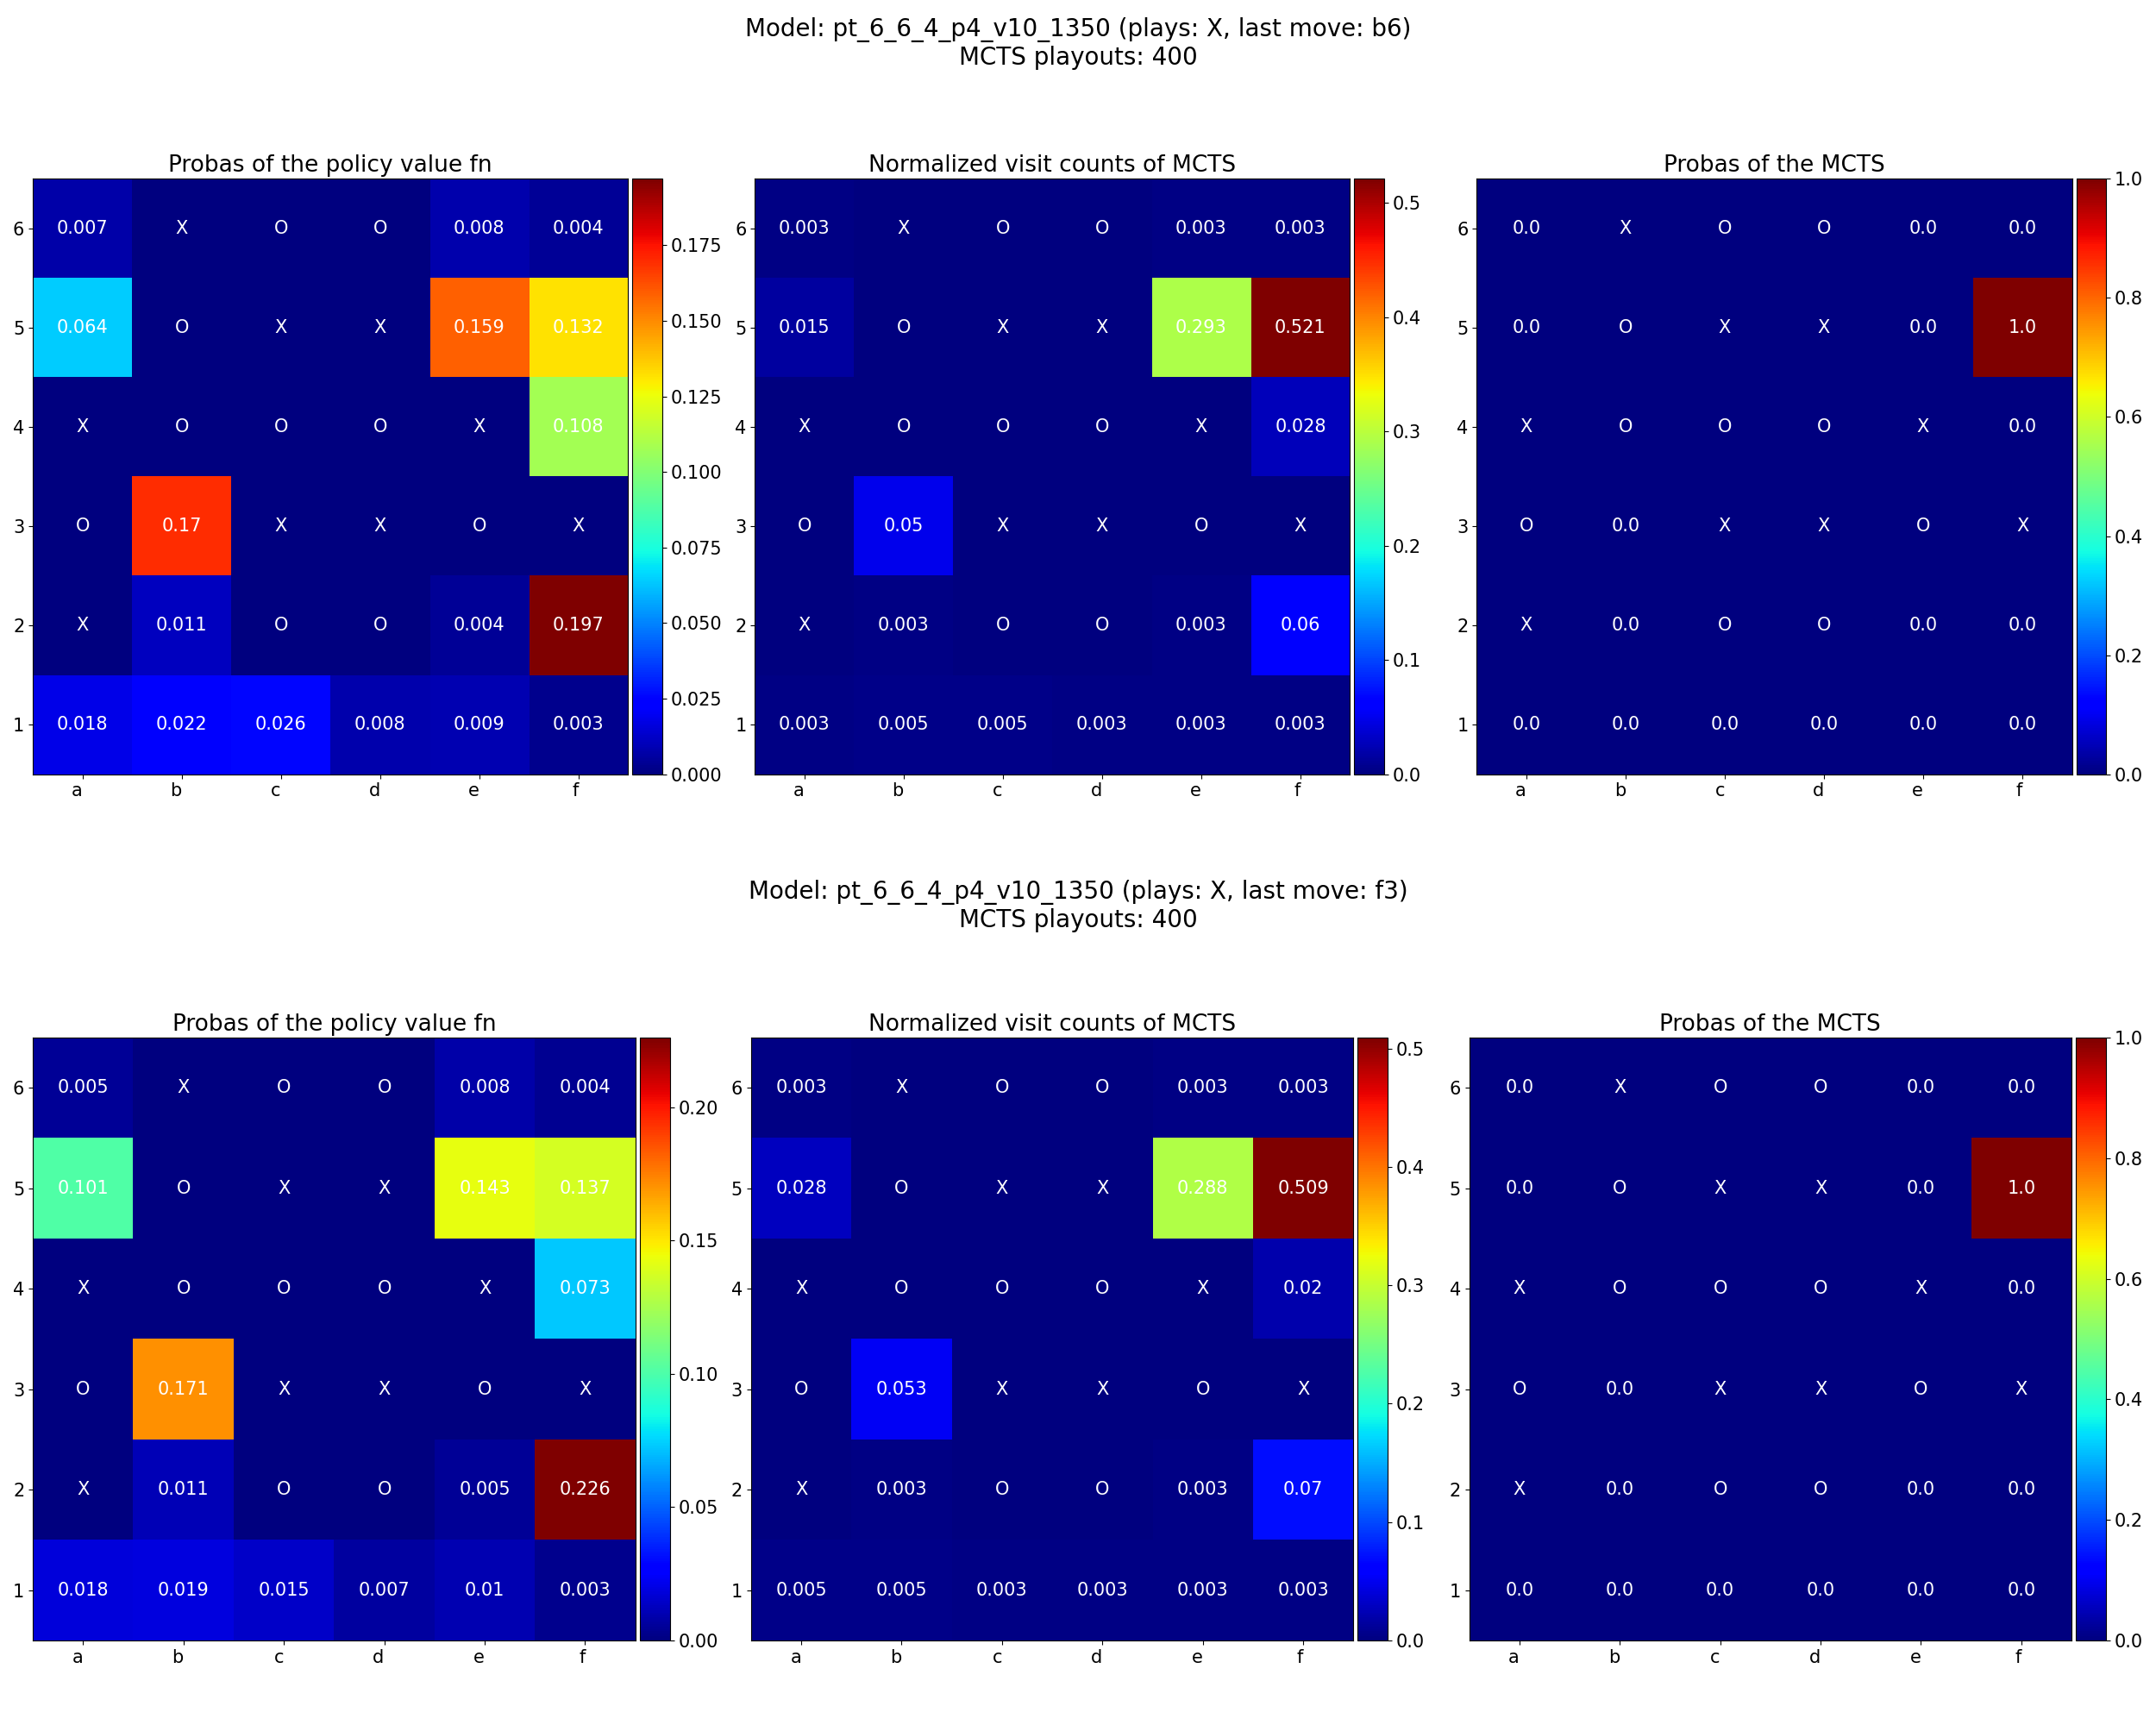 Model: pt_6_6_4_p4_v10_1350 (plays: X, last move: b6)
MCTS playouts: 400
Probas of the policy value fn
6 0.007 X O O 0.008 0.004
5 0.064 O X X 0.159 0.132
4 X O O O X 0.108
3 O 0.17 X X O X
2 X 0.011 O O 0.004 0.197
1 0.018 0.022 0.026 0.008 0.009 0.003
a b c d e f
0.175
0.150
0.125
0.100
0.075
0.050
0.025
0.000
Normalized visit counts of MCTS
6 0.003 X O O 0.003 0.003
5 0.015 O X X 0.293 0.521
4 X O O O X 0.028
3 O 0.05 X X O X
2 X 0.003 O O 0.003 0.06
1 0.003 0.005 0.005 0.003 0.003 0.003
a b c d e f
0.5
0.4
0.3
0.2
0.1
0.0
Probas of the MCTS
6 0.0 X O O 0.0 0.0
5 0.0 O X X 0.0 1.0
4 X O O O X 0.0
3 O 0.0 X X O X
2 X 0.0 O O 0.0 0.0
1 0.0 0.0 0.0 0.0 0.0 0.0
a b c d e f
1.0
0.8
0.6
0.4
0.2
0.0
Model: pt_6_6_4_p4_v10_1350 (plays: X, last move: f3)
MCTS playouts: 400
Probas of the policy value fn
6 0.005 X O O 0.008 0.004
5 0.101 O X X 0.143 0.137
4 X O O O X 0.073
3 O 0.171 X X O X
2 X 0.011 O O 0.005 0.226
1 0.018 0.019 0.015 0.007 0.01 0.003
a b c d e f
0.20
0.15
0.10
0.05
0.00
Normalized visit counts of MCTS
6 0.003 X O O 0.003 0.003
5 0.028 O X X 0.288 0.509
4 X O O O X 0.02
3 O 0.053 X X O X
2 X 0.003 O O 0.003 0.07
1 0.005 0.005 0.003 0.003 0.003 0.003
a b c d e f
0.5
0.4
0.3
0.2
0.1
0.0
Probas of the MCTS
6 0.0 X O O 0.0 0.0
5 0.0 O X X 0.0 1.0
4 X O O O X 0.0
3 O 0.0 X X O X
2 X 0.0 O O 0.0 0.0
1 0.0 0.0 0.0 0.0 0.0 0.0
a b c d e f
1.0
0.8
0.6
0.4
0.2
0.0